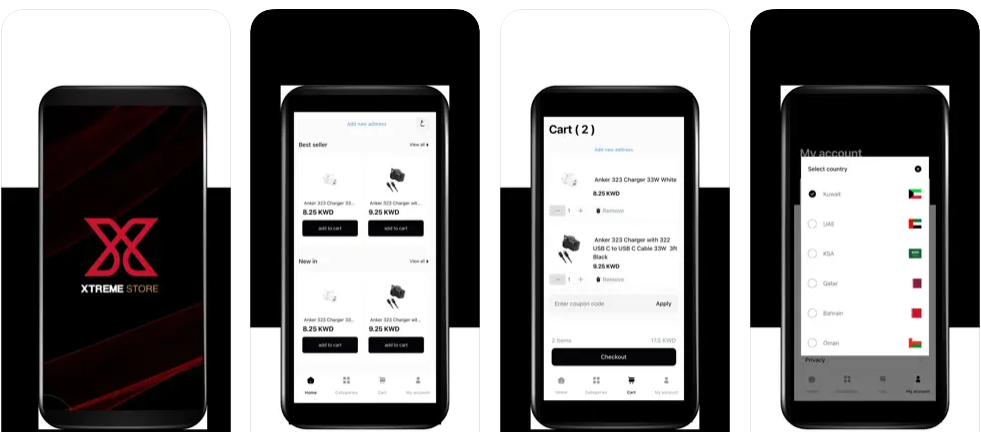 XTREME STORE
Add new address
Best seller
View all
Anker 323 Charger 33...
Anker 323 Charger wit...
8.25 KWD
9.25 KWD
add to cart
add to cart
New in
View all
Anker 323 Charger 33...
Anker 323 Charger wit...
8.25 KWD
9.25 KWD
add to cart
add to cart
Home
Categories
Cart
My account
Cart ( 2 )
Add new address
Anker 323 Charger 33W White
8.25 KWD
1
Remove
Anker 323 Charger with 322
USB C to USB C Cable 33W 3ft
Black
9.25 KWD
1
Remove
Enter coupon code
Apply
2 Items
17.5 KWD
Checkout
Home
Categories
Cart
My account
My account
Select country
Kuwait
UAE
KSA
Qatar
Bahrain
Oman
Privacy
My account